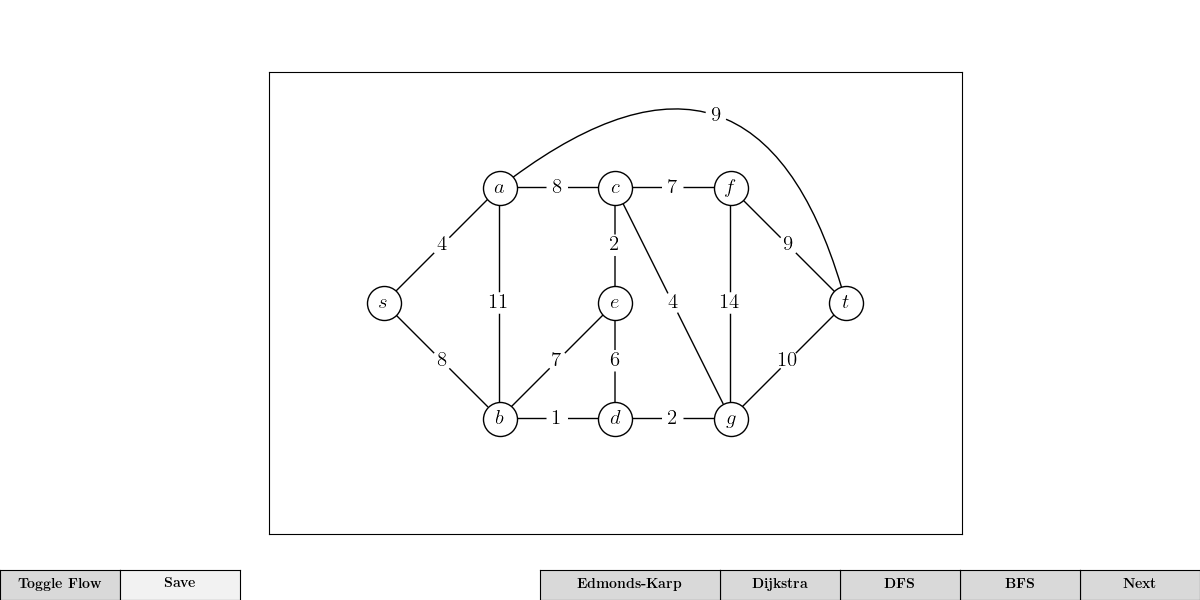 9
a 8 c 7 f
4 2 9
s 11 e 4 14 t
8 7 6 10
b 1 d 2 g
Toggle Flow Save Edmonds-Karp Dijkstra DFS BFS Next